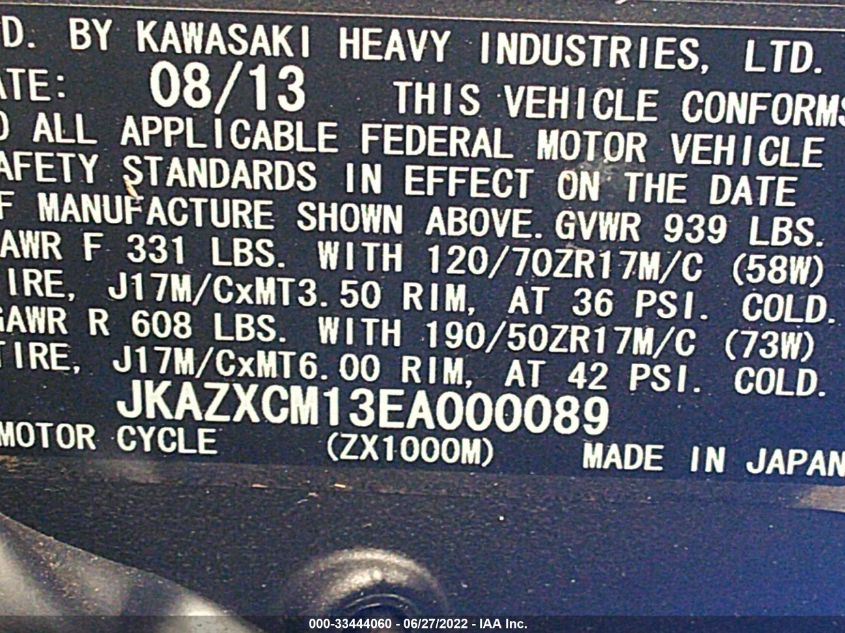 D. BY KAWASAKI HEAVY INDUSTRIES, LTD.
ATE: 08/13 THIS VEHICLE CONFORMS
O ALL APPLICABLE FEDERAL MOTOR VEHICLE
AFETY STANDARDS IN EFFECT ON THE DATE
F MANUFACTURE SHOWN ABOVE. GVWR 939 LBS.
AWR F 331 LBS. WITH 120/70ZR17M/C (58W)
IRE, J17M/CxMT3.50 RIM, AT 36 PSI. COLD.
GAWR R 608 LBS. WITH 190/50ZR17M/C (73W)
TIRE, J17M/CxMT6.00 RIM, AT 42 PSI. COLD.
JKAZXCM13EA000089
MOTOR CYCLE (ZX1000M) MADE IN JAPAN
000-33444060 - 06/27/2022 - IAA Inc.